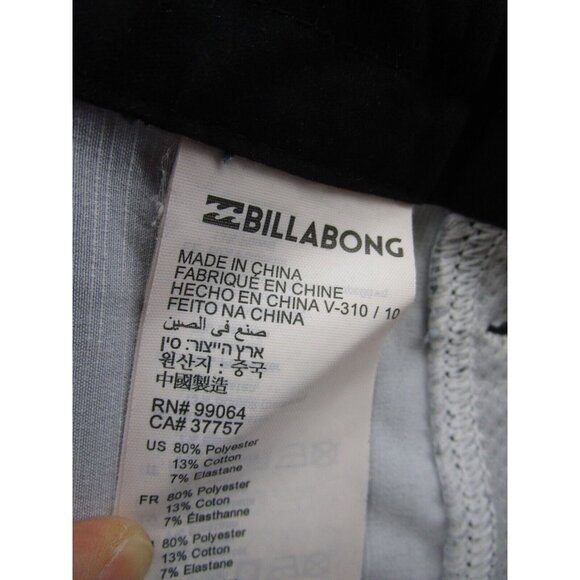 BILLABONG
MADE IN CHINA
FABRIQUÉ EN CHINE
HECHO EN CHINA V-310 / 10
FEITO NA CHINA
صنع في الصين
ארץ הייצור: סין
원산지 : 중국
中國製造
RN# 99064
CA# 37757
US 80% Polyester
13% Cotton
7% Elastane
FR 80% Polyester
13% Coton
7% Élasthanne
80% Polyester
13% Cotton
7% Elastane